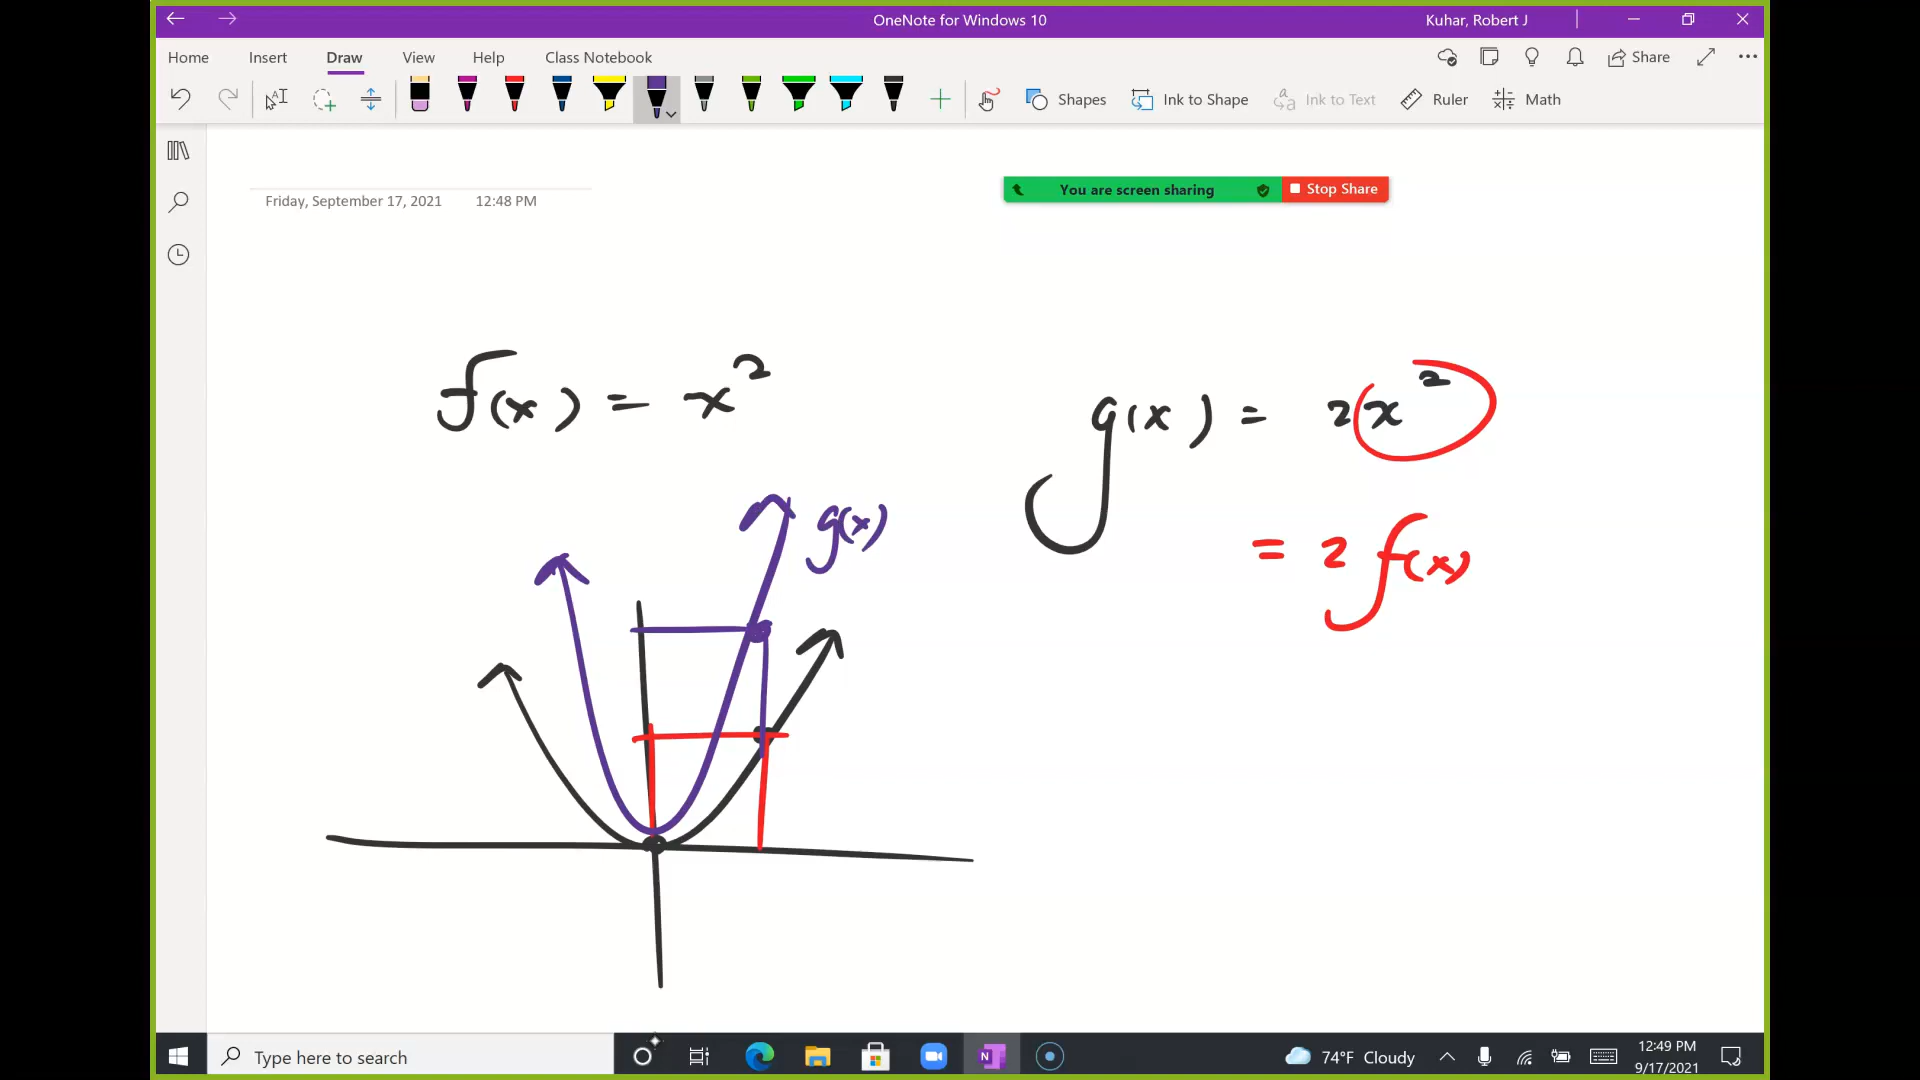 OneNote for Windows 10
Kuhar, Robert J
Home Insert Draw View Help Class Notebook
Share
Shapes Ink to Shape Ink to Text Ruler Math
You are screen sharing Stop Share
Friday, September 17, 2021 12:48 PM
f(x) = x²
g(x) = 2x²
= 2 f(x)
g(x)
Type here to search
74°F Cloudy
12:49 PM
9/17/2021